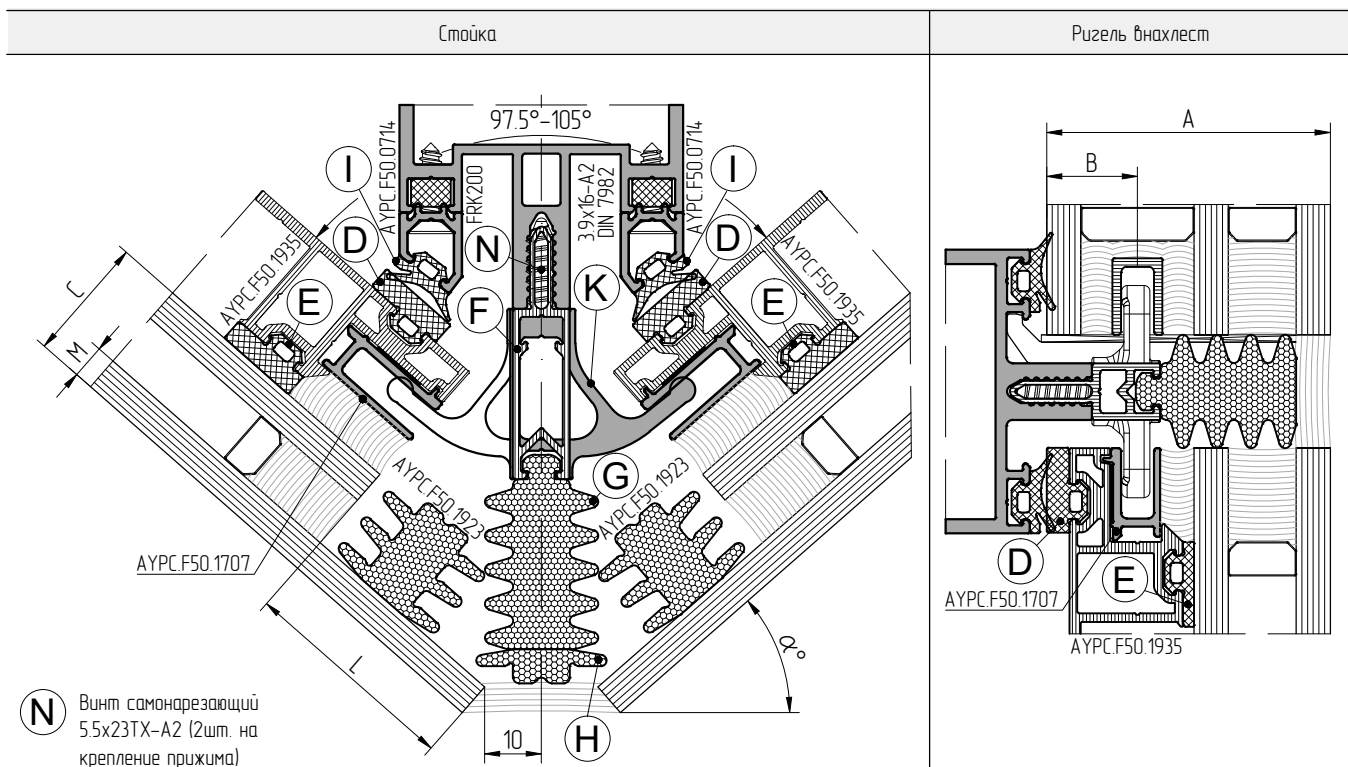 Стойка
Ригель внахлест
97.5°-105°
AYPC.F50.0714
FRK200
3.9x16-A2
DIN 7982
AYPC.F50.0714
I
I
D
D
N
K
F
E
E
AYPC.F50.1935
AYPC.F50.1935
C
M
G
AYPC.F50.1923
AYPC.F50.1923
AYPC.F50.1707
L
α°
H
10
N
Винт самонарезающий
5.5x23TX-A2 (2шт. на
крепление прижима)
A
B
D
E
AYPC.F50.1707
AYPC.F50.1935